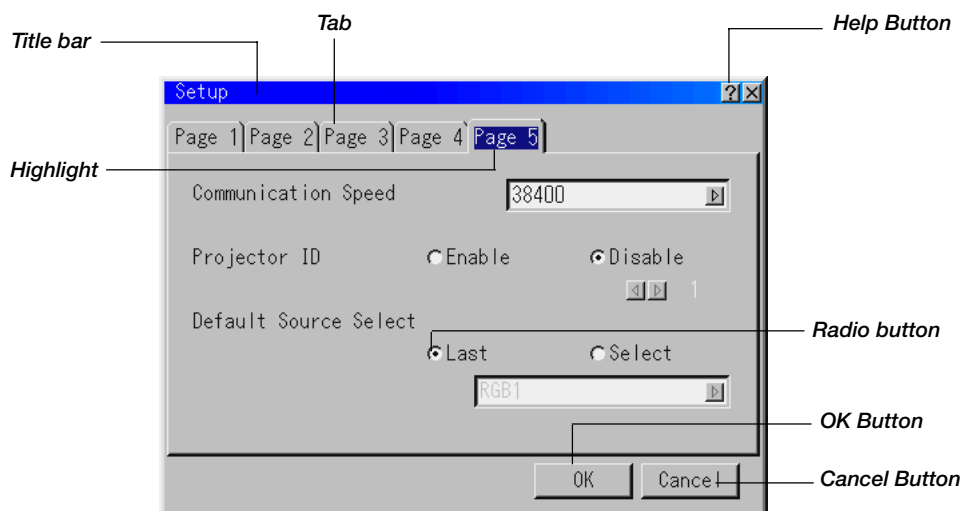 Tab
Help Button
Title bar
Setup
?
Page 1 Page 2 Page 3 Page 4 Page 5
Highlight
Communication Speed 38400
Projector ID Enable Disable
1
Default Source Select
Radio button
Last Select
RGB1
OK Button
OK Cancel
Cancel Button